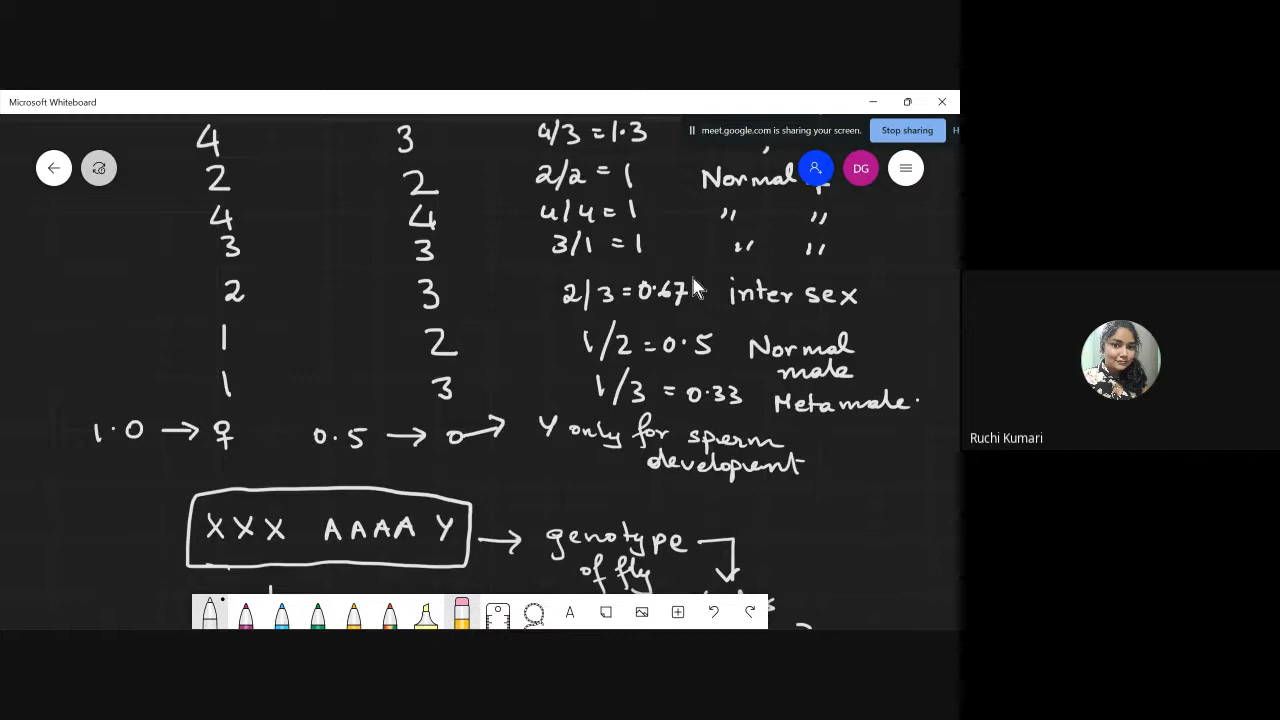 Microsoft Whiteboard
meet.google.com is sharing your screen.
Stop sharing
H
DG
4 3 4/3 = 1.3
2 2 2/2 = 1 Normal ♀
4 4 4/4 = 1 " "
3 3 3/1 = 1 " "
2 3 2/3 = 0.67 inter sex
1 2 1/2 = 0.5 Normal
male
1 3 1/3 = 0.33 Metamale.
1.0 → ♀ 0.5 → ♂ Y only for sperm
development
XXX AAAA Y → genotype
of fly
Ruchi Kumari